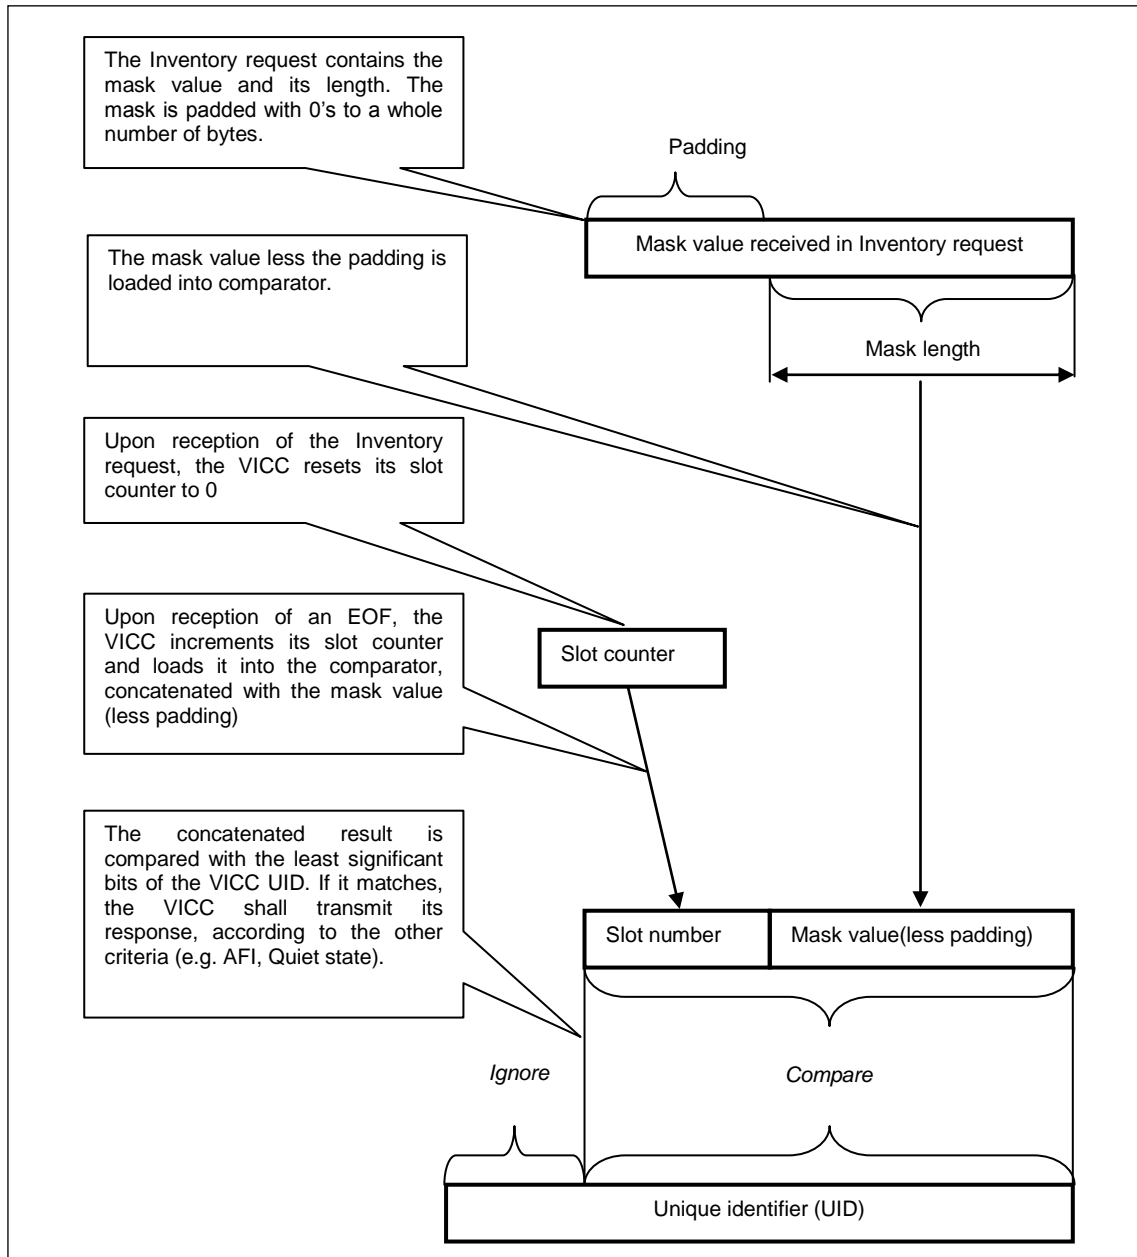 The Inventory request contains the
mask value and its length. The
mask is padded with 0's to a whole
number of bytes.
Padding
Mask value received in Inventory request
The mask value less the padding is
loaded into comparator.
Mask length
Upon reception of the Inventory
request, the VICC resets its slot
counter to 0
Upon reception of an EOF, the
VICC increments its slot counter
and loads it into the comparator,
concatenated with the mask value
(less padding)
Slot counter
The concatenated result is
compared with the least significant
bits of the VICC UID. If it matches,
the VICC shall transmit its
response, according to the other
criteria (e.g. AFI, Quiet state).
Slot number
Mask value(less padding)
Ignore
Compare
Unique identifier (UID)